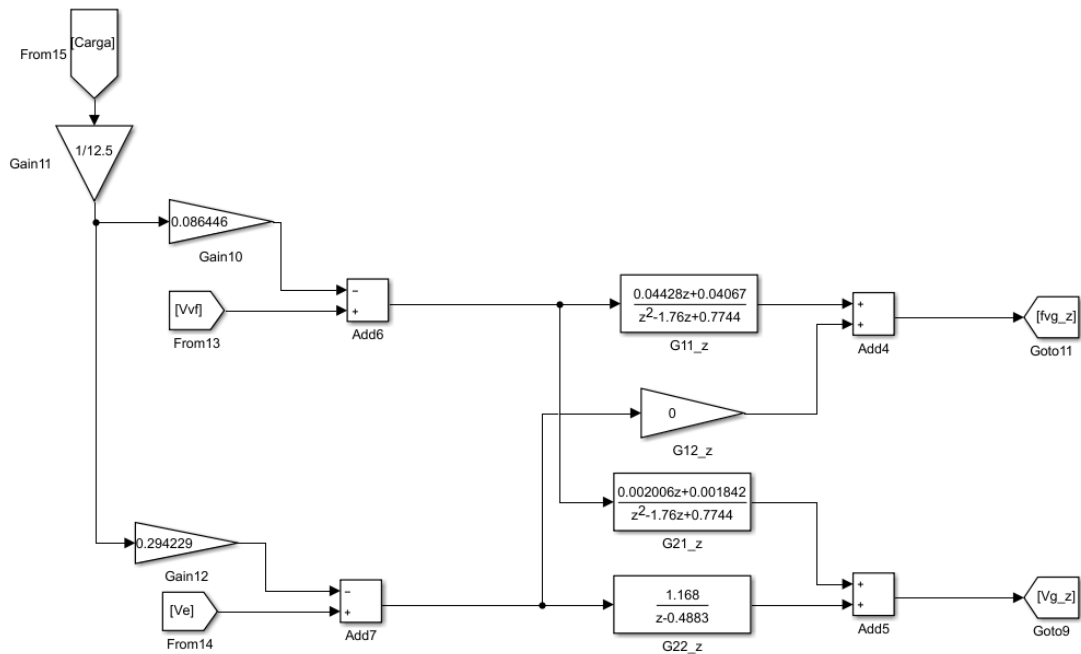 [Carga]
From15
1/12.5
Gain11
0.086446
Gain10
[Vvf]
From13
Add6
0.04428z+0.04067
z²-1.76z+0.7744
G11_z
Add4
[fvg_z]
Goto11
0
G12_z
0.002006z+0.001842
z²-1.76z+0.7744
G21_z
0.294229
Gain12
[Ve]
From14
Add7
1.168
z-0.4883
G22_z
Add5
[Vg_z]
Goto9